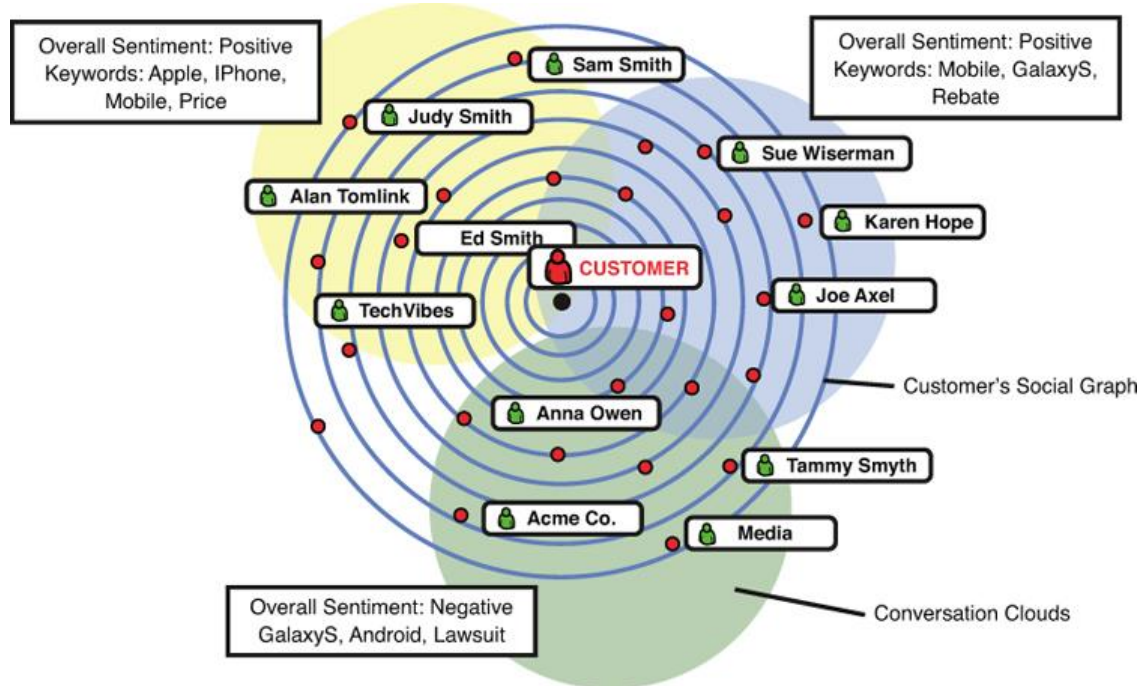 Overall Sentiment: Positive
Keywords: Apple, IPhone,
Mobile, Price
Overall Sentiment: Positive
Keywords: Mobile, GalaxyS,
Rebate
Sam Smith
Judy Smith
Sue Wiserman
Alan Tomlink
Karen Hope
Ed Smith
CUSTOMER
Joe Axel
TechVibes
Customer's Social Graph
Anna Owen
Tammy Smyth
Acme Co.
Media
Overall Sentiment: Negative
GalaxyS, Android, Lawsuit
Conversation Clouds